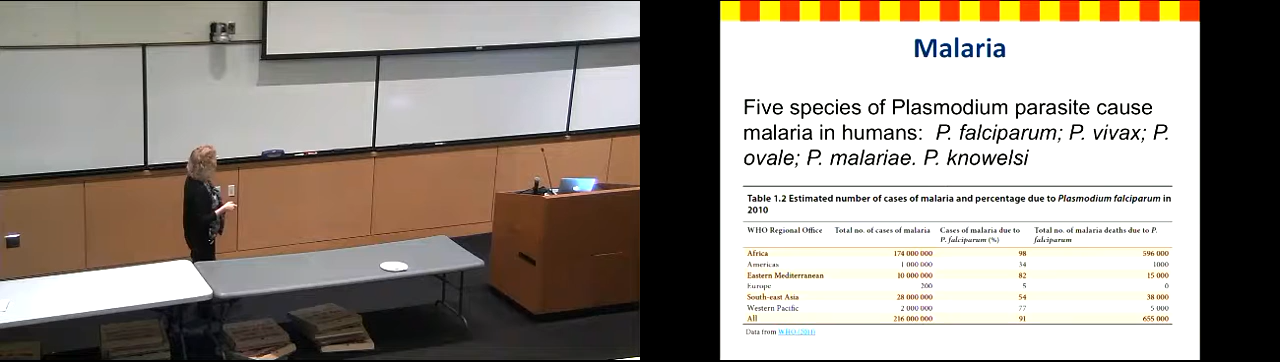 Malaria
Five species of Plasmodium parasite cause
malaria in humans: P. falciparum; P. vivax; P.
ovale; P. malariae. P. knowelsi
Table 1.2 Estimated number of cases of malaria and percentage due to Plasmodium falciparum in
2010
WHO Regional Office Total no. of cases of malaria Cases of malaria due to P. falciparum (%) Total no. of malaria deaths due to P. falciparum
Africa 174 000 000 98 596 000
Americas 1 000 000 34 1000
Eastern Mediterranean 10 000 000 82 15 000
Europe 200 5 0
South-east Asia 28 000 000 54 38 000
Western Pacific 2 000 000 77 5 000
All 216 000 000 91 655 000
Data from WHO (2011)